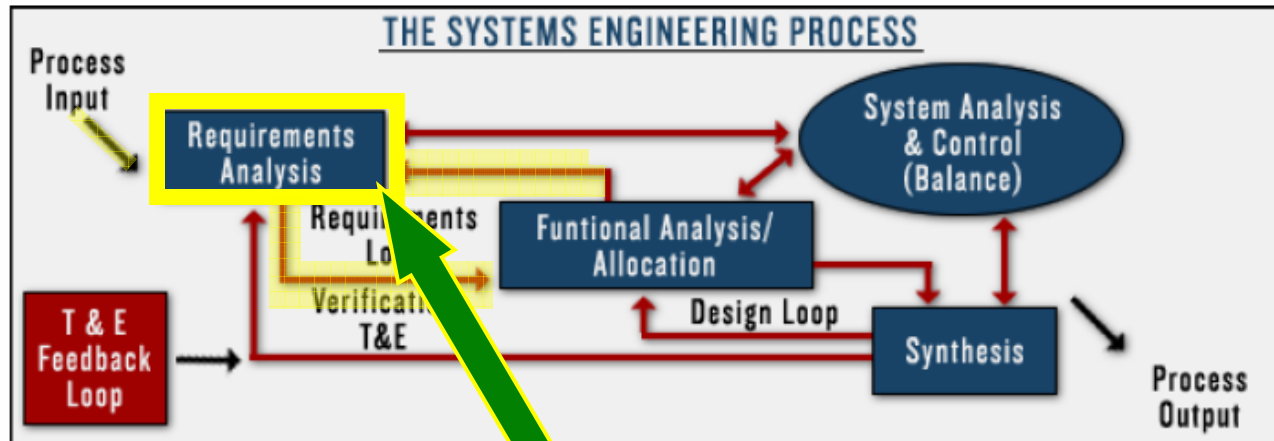 THE SYSTEMS ENGINEERING PROCESS
Process
Input
Requirements
Analysis
System Analysis
& Control
(Balance)
Requirements
Funtional Analysis/
Allocation
T&E
Design Loop
T & E
Feedback
Loop
Synthesis
Process
Output